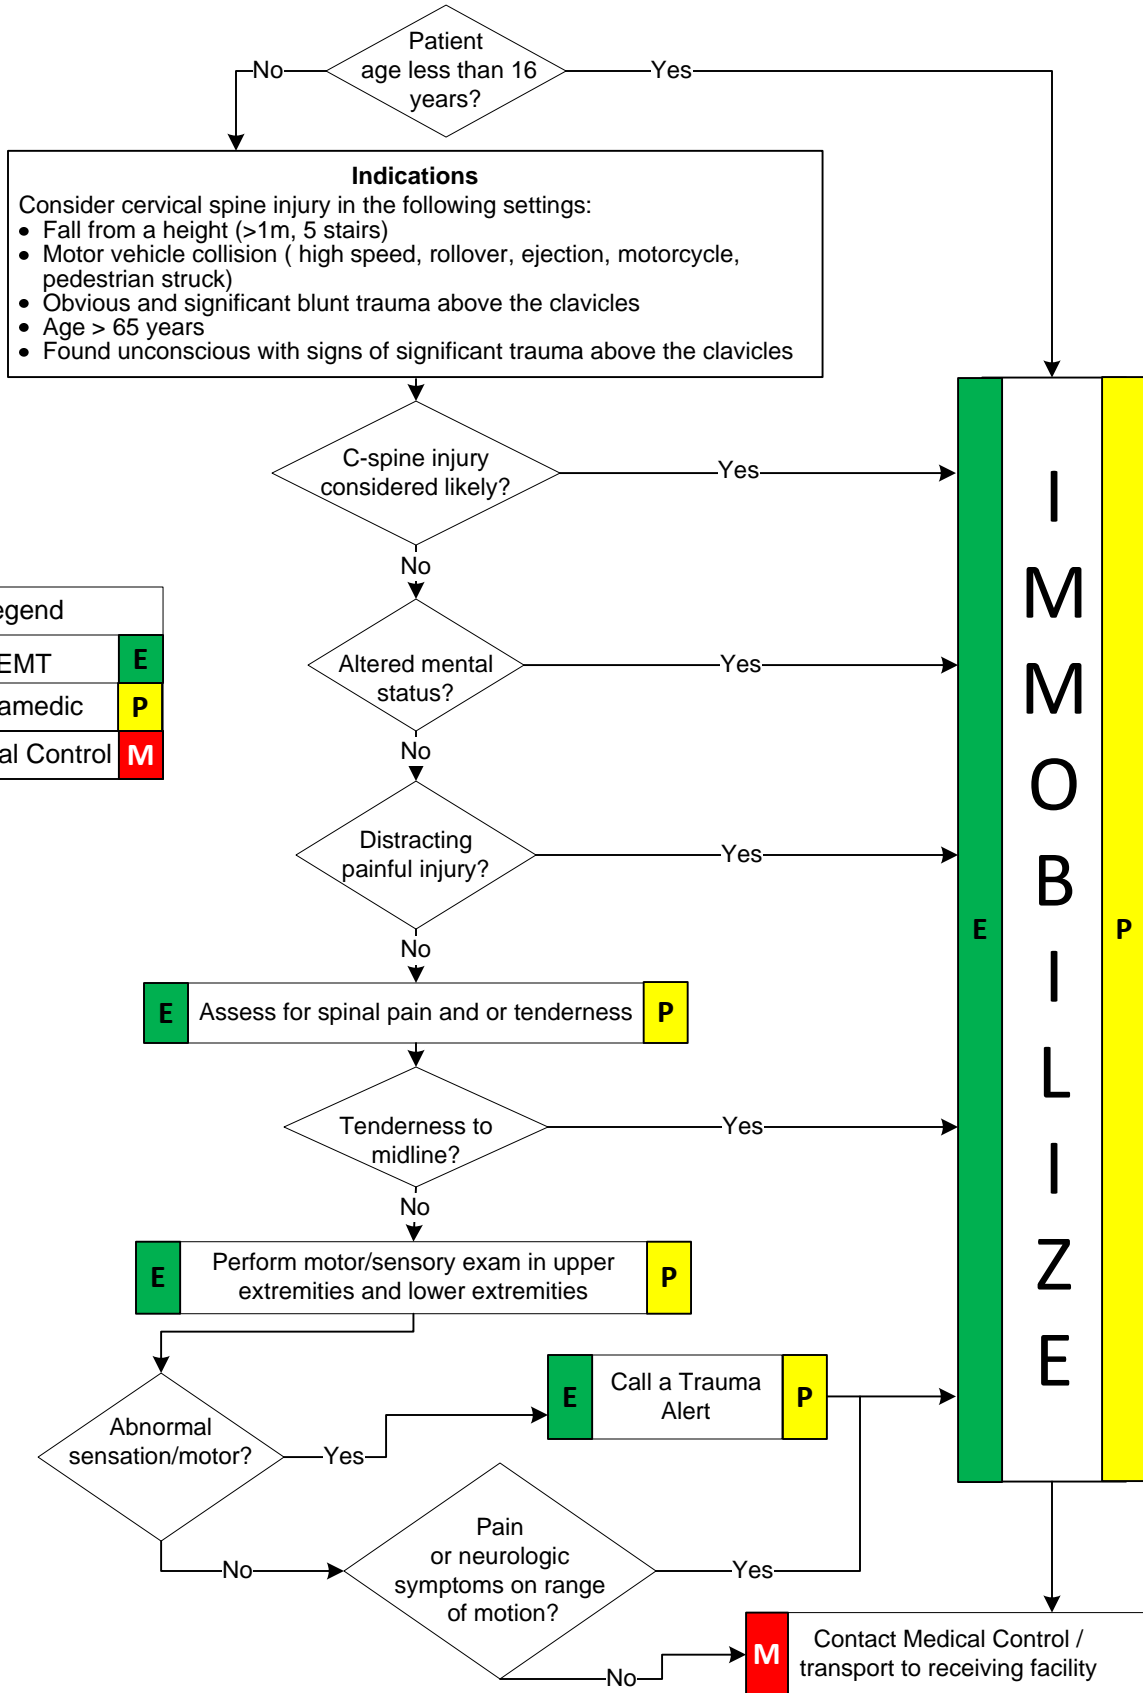 Patient
age less than 16
years?
No
Yes
Indications
Consider cervical spine injury in the following settings:
• Fall from a height (>1m, 5 stairs)
• Motor vehicle collision ( high speed, rollover, ejection, motorcycle,
pedestrian struck)
• Obvious and significant blunt trauma above the clavicles
• Age > 65 years
• Found unconscious with signs of significant trauma above the clavicles
C-spine injury
considered likely?
Yes
No
egend
EMT E
amedic P
al Control M
Altered mental
status?
Yes
No
Distracting
painful injury?
Yes
No
E Assess for spinal pain and or tenderness P
Tenderness to
midline?
Yes
No
E Perform motor/sensory exam in upper
extremities and lower extremities P
Abnormal
sensation/motor?
Yes
E Call a Trauma
Alert P
No
Pain
or neurologic
symptoms on range
of motion?
Yes
No
E
I
M
M
O
B
I
L
I
Z
E
P
M Contact Medical Control /
transport to receiving facility